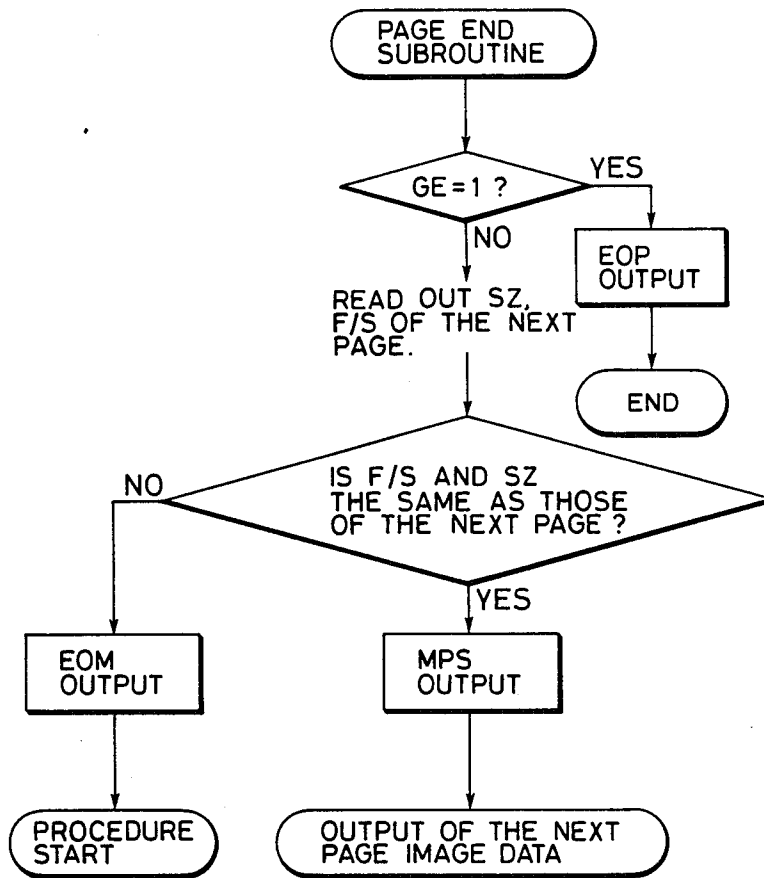 PAGE END
SUBROUTINE
GE=1 ?
YES
NO
EOP
OUTPUT
READ OUT SZ,
F/S OF THE NEXT
PAGE.
END
IS F/S AND SZ
THE SAME AS THOSE
OF THE NEXT PAGE ?
NO
YES
EOM
OUTPUT
MPS
OUTPUT
PROCEDURE
START
OUTPUT OF THE NEXT
PAGE IMAGE DATA